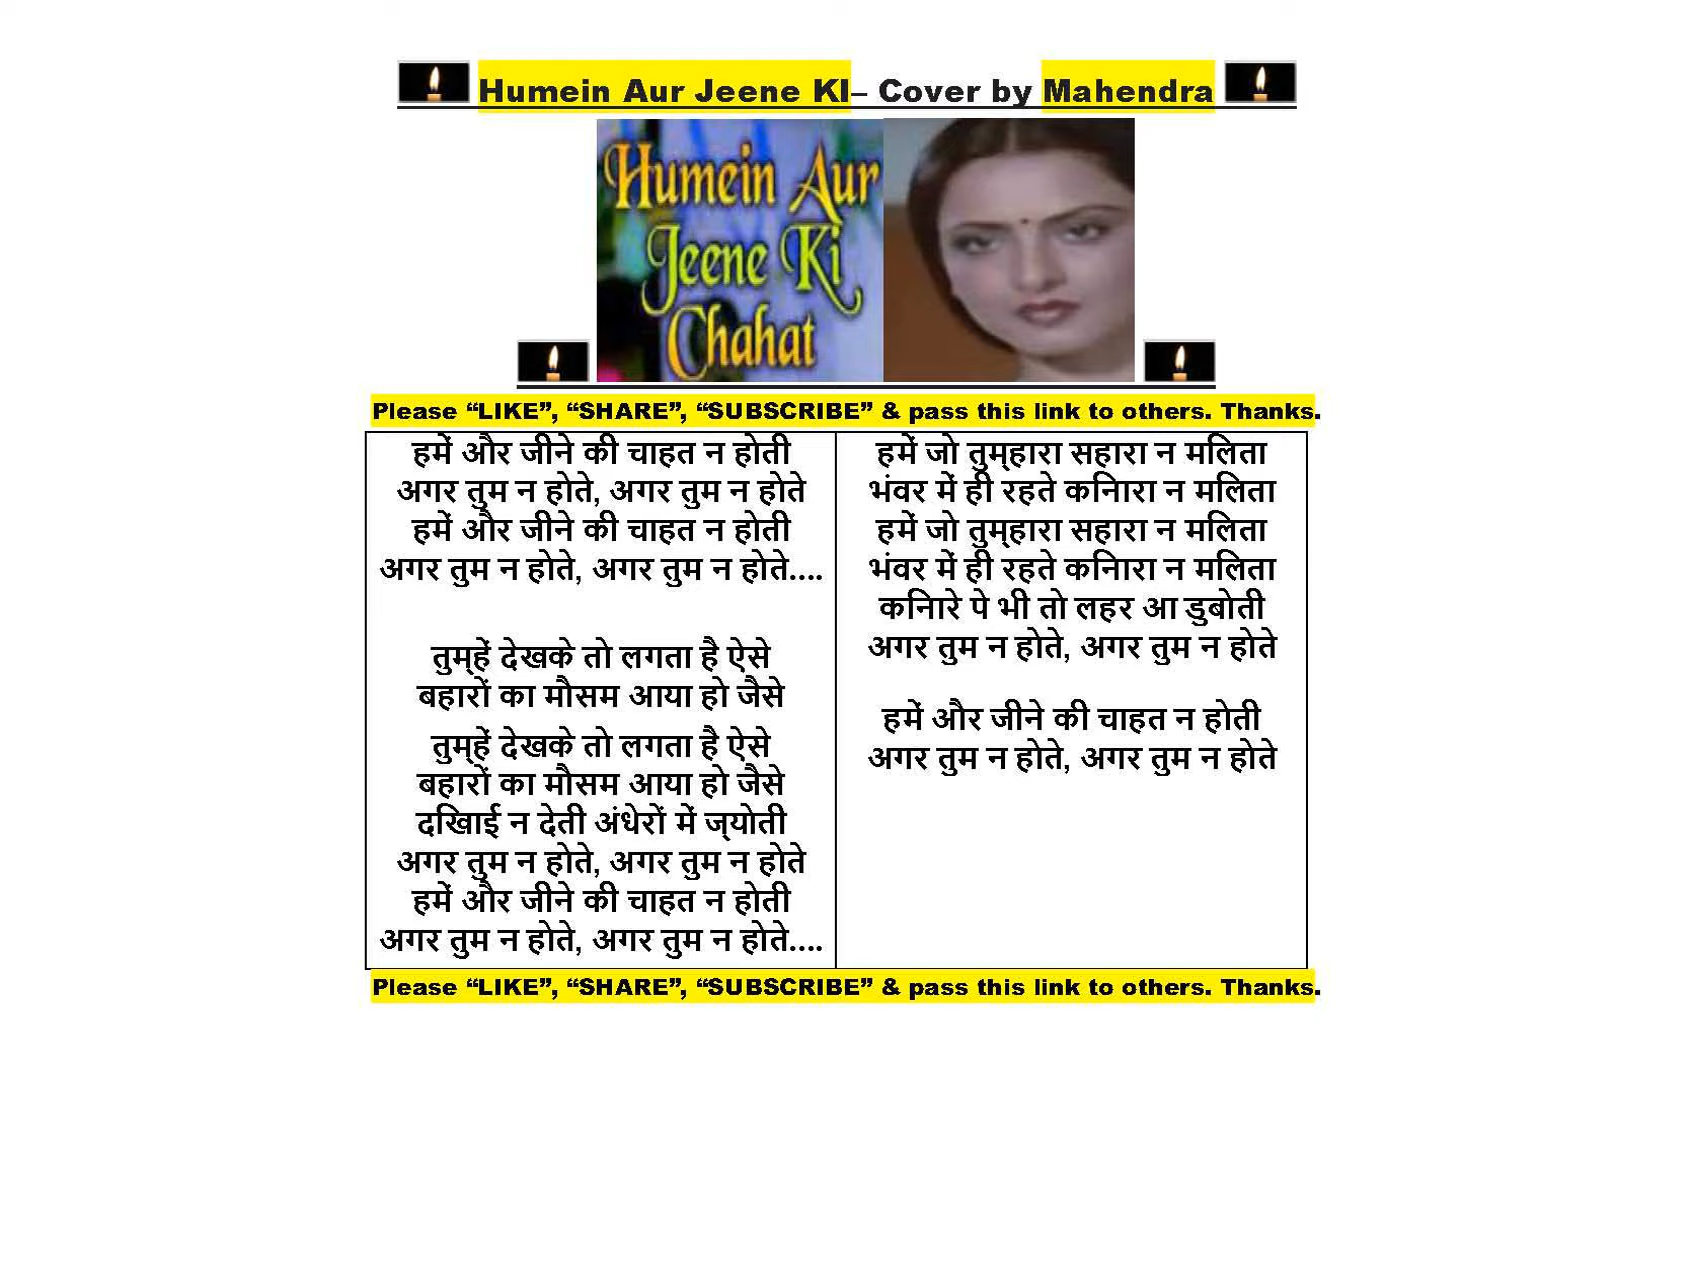 Humein Aur Jeene KI– Cover by Mahendra
Humein Aur
Jeene Ki
Chahat
Please “LIKE”, “SHARE”, “SUBSCRIBE” & pass this link to others. Thanks.
हमें और जीने की चाहत न होती
अगर तुम न होते, अगर तुम न होते
हमें और जीने की चाहत न होती
अगर तुम न होते, अगर तुम न होते....
तुम्हें देखके तो लगता है ऐसे
बहारों का मौसम आया हो जैसे
तुम्हें देखके तो लगता है ऐसे
बहारों का मौसम आया हो जैसे
दखिाई न देती अंधेरों में ज्योती
अगर तुम न होते, अगर तुम न होते
हमें और जीने की चाहत न होती
अगर तुम न होते, अगर तुम न होते....
हमें जो तुम्हारा सहारा न मलिता
भंवर में ही रहते कनिारा न मलिता
हमें जो तुम्हारा सहारा न मलिता
भंवर में ही रहते कनिारा न मलिता
कनिारे पे भी तो लहर आ डुबोती
अगर तुम न होते, अगर तुम न होते
हमें और जीने की चाहत न होती
अगर तुम न होते, अगर तुम न होते
Please “LIKE”, “SHARE”, “SUBSCRIBE” & pass this link to others. Thanks.